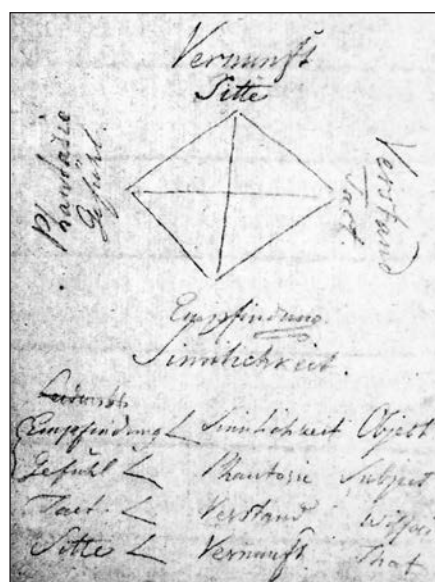 Vernunft
Sitte
Phantasie
Gefühl.
Verstand
Tact.
Empfindung.
Sinnlichkeit.
Empfindung ∠ Sinnlichkeit Object
Gefühl ∠ Phantasie Subject
Tact. ∠ Verstand
Sitte ∠ Vernunft. That